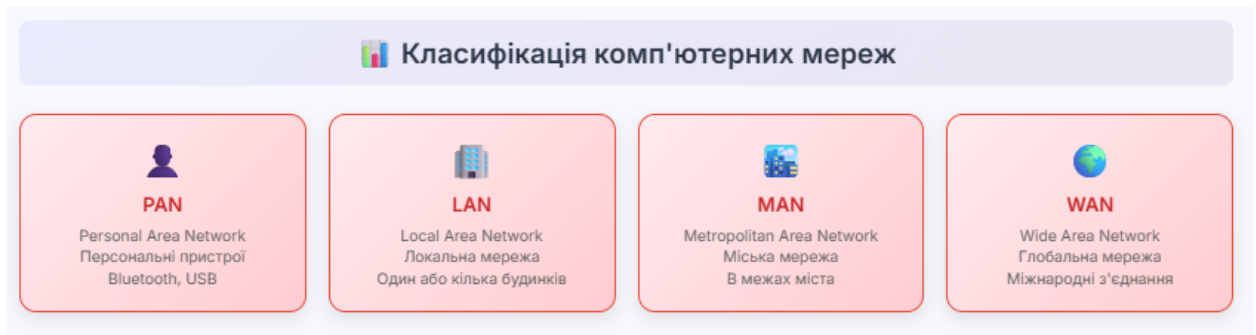 Класифікація комп'ютерних мереж
PAN
Personal Area Network
Персональні пристрої
Bluetooth, USB
LAN
Local Area Network
Локальна мережа
Один або кілька будинків
MAN
Metropolitan Area Network
Міська мережа
В межах міста
WAN
Wide Area Network
Глобальна мережа
Міжнародні з'єднання